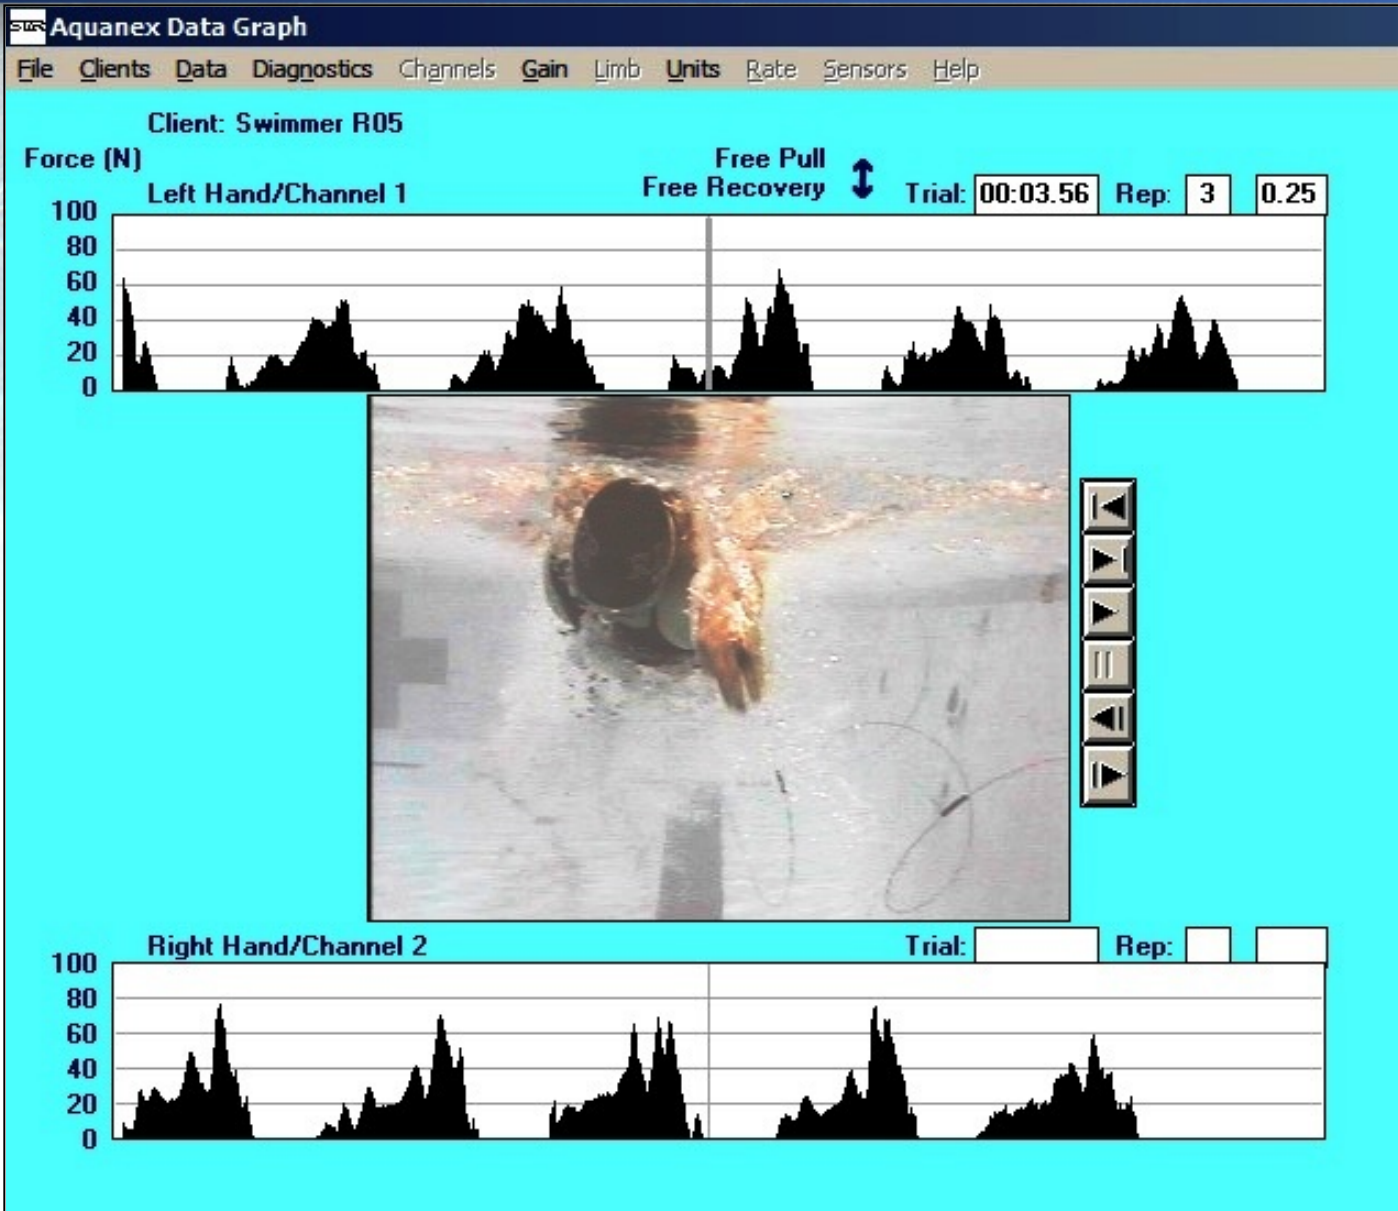 STAR Aquanex Data Graph
File Clients Data Diagnostics Channels Gain Limb Units Rate Sensors Help
Client: Swimmer R05
Force (N)
Free Pull
Free Recovery
Left Hand/Channel 1
Trial: 00:03.56 Rep: 3 0.25
100
80
60
40
20
0
Right Hand/Channel 2
Trial: Rep:
100
80
60
40
20
0